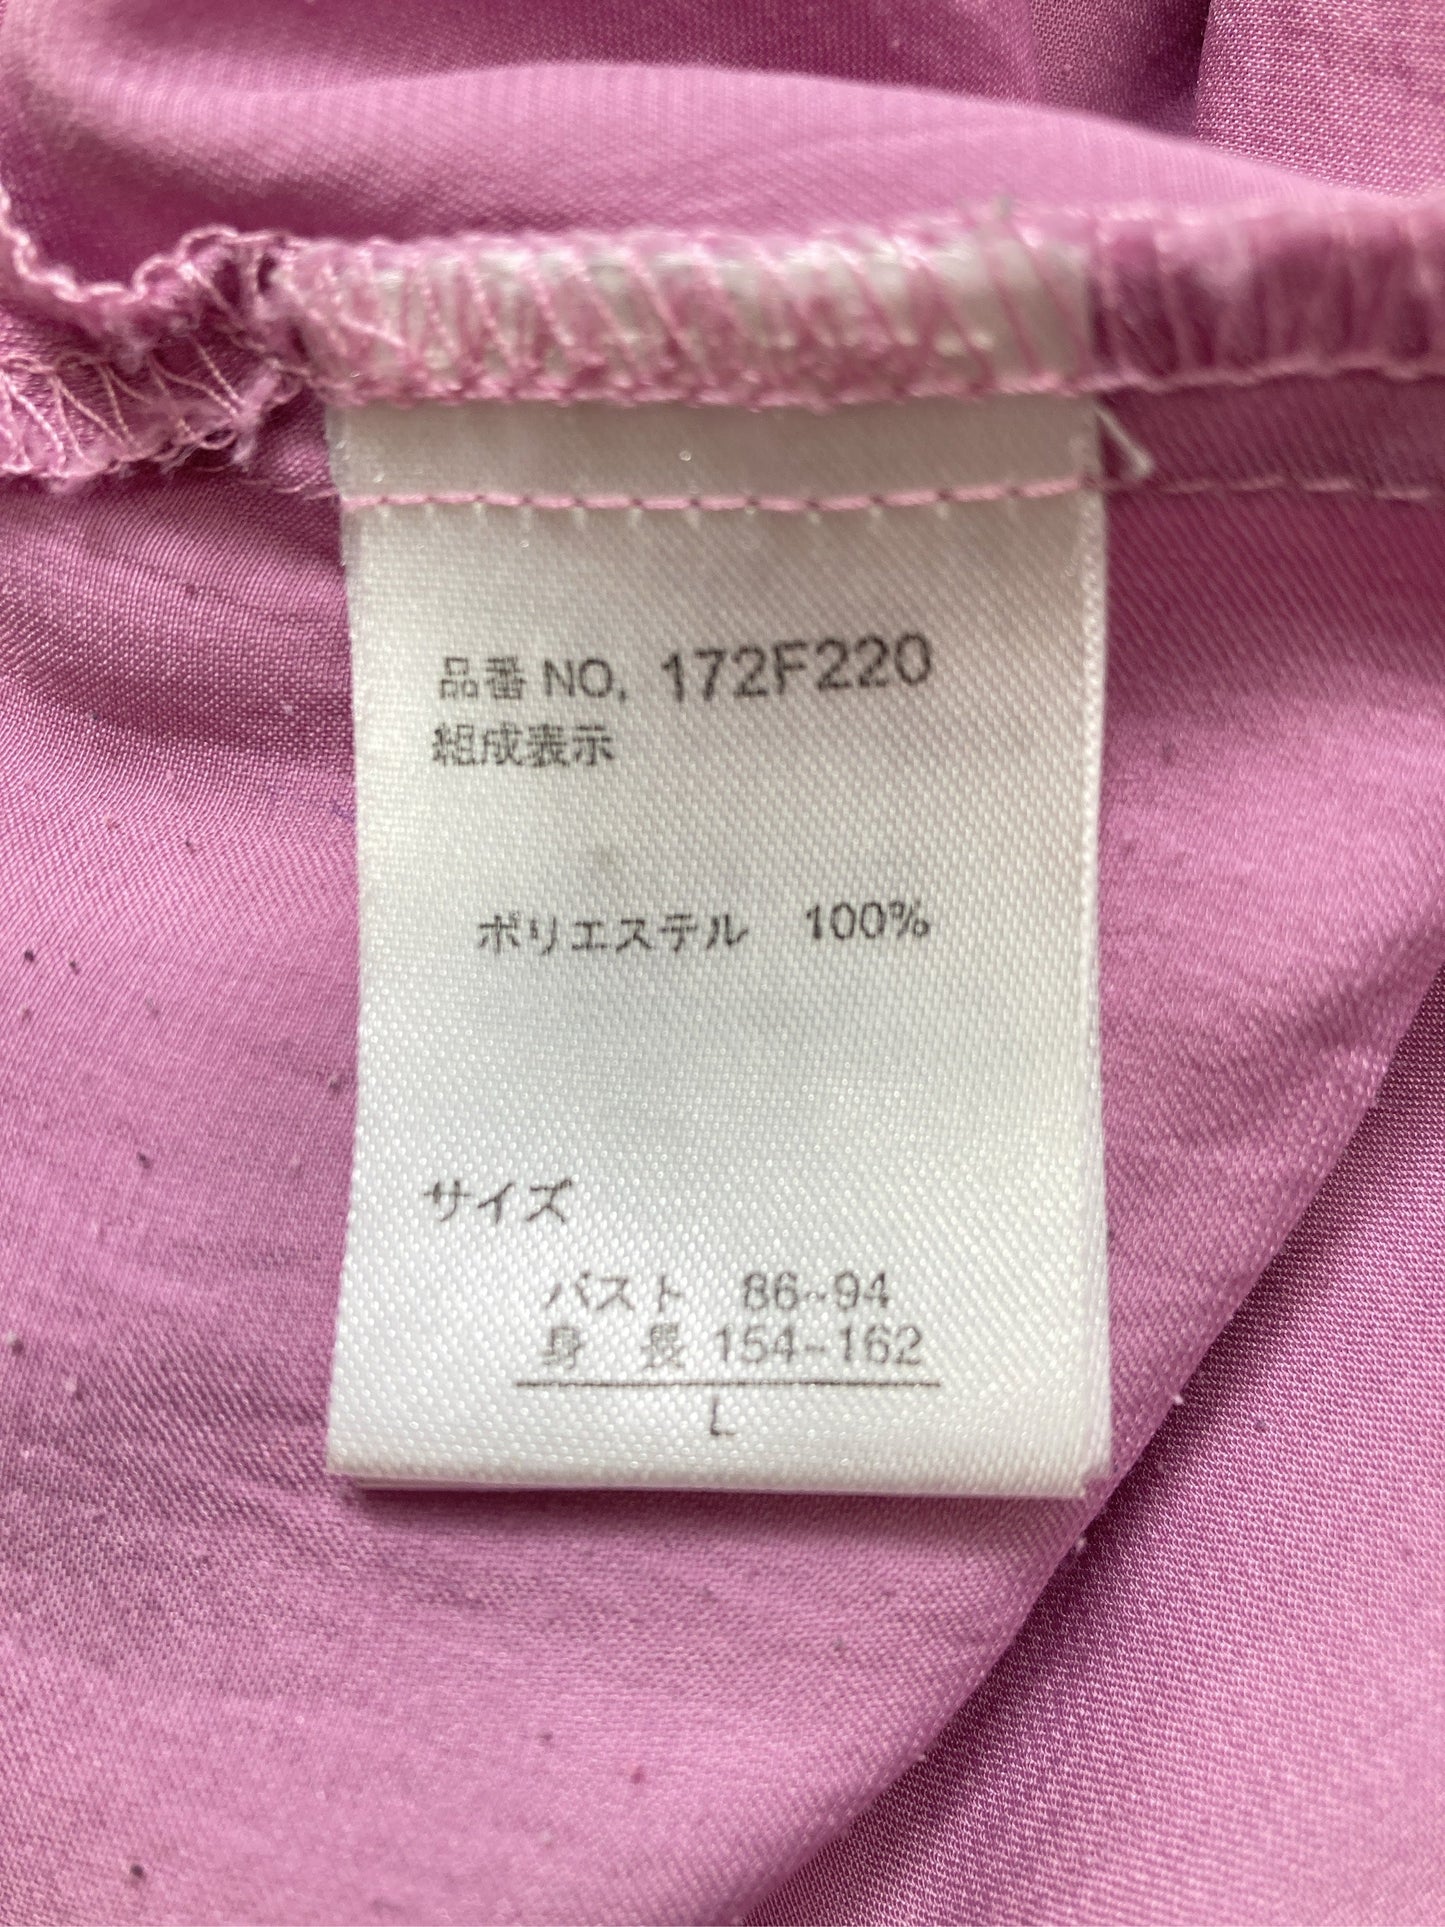 品番 NO. 172F220
組成表示
ポリエステル 100%
サイズ
バスト 86~94
身 長 154~162
L